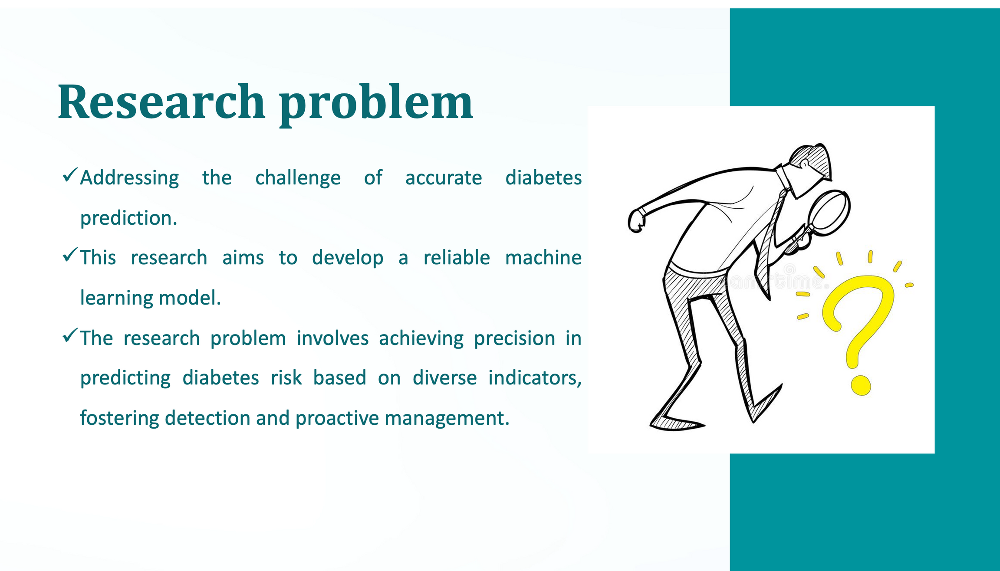 Research problem
✓Addressing the challenge of accurate diabetes
prediction.
✓This research aims to develop a reliable machine
learning model.
✓The research problem involves achieving precision in
predicting diabetes risk based on diverse indicators,
fostering detection and proactive management.